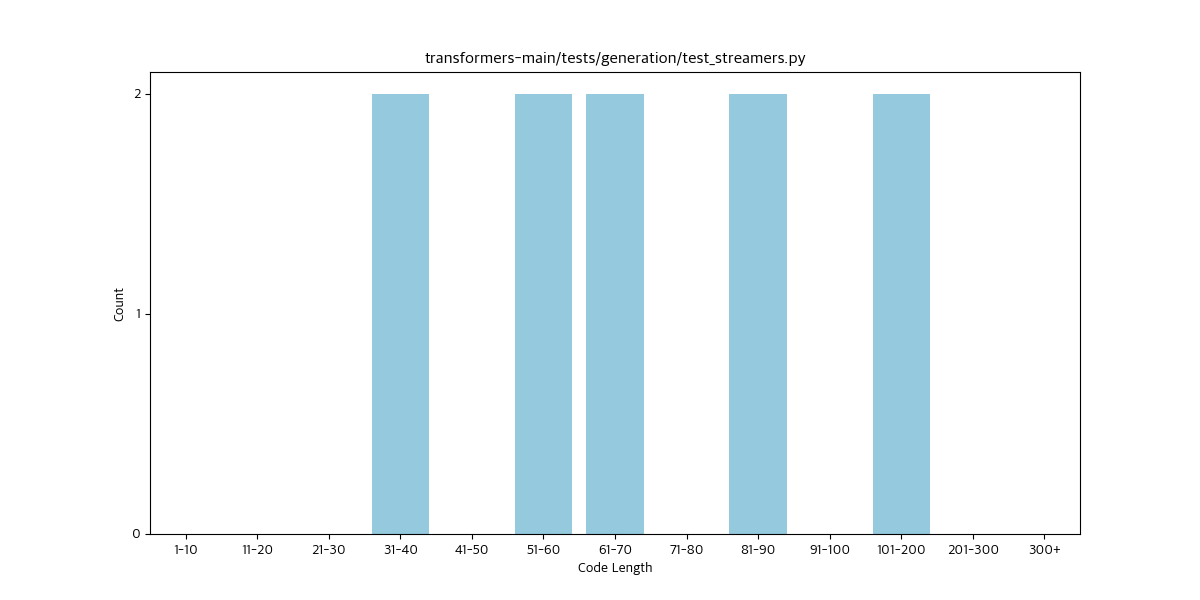 transformers-main/tests/generation/test_streamers.py
2
1
0
Count
1-10 11-20 21-30 31-40 41-50 51-60 61-70 71-80 81-90 91-100 101-200 201-300 300+
Code Length